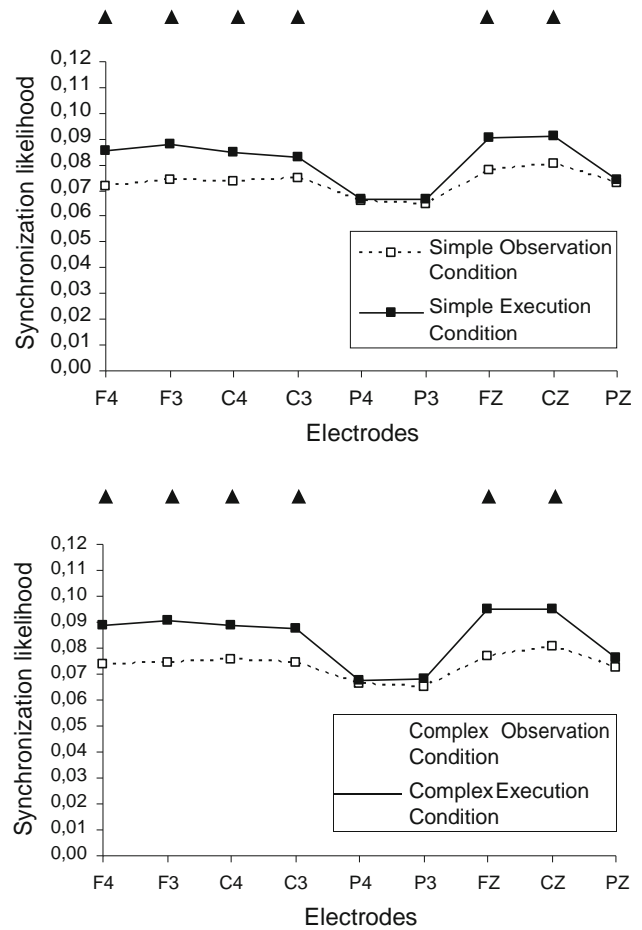 0,12
0,11
0,10
0,09
0,08
0,07
0,06
0,05
0,04
0,03
0,02
0,01
0,00
Synchronization likelihood
Simple Observation
Condition
Simple Execution
Condition
F4 F3 C4 C3 P4 P3 FZ CZ PZ
Electrodes
0,12
0,11
0,10
0,09
0,08
0,07
0,06
0,05
0,04
0,03
0,02
0,01
0,00
Synchronization likelihood
Complex Observation
Condition
Complex Execution
Condition
F4 F3 C4 C3 P4 P3 FZ CZ PZ
Electrodes